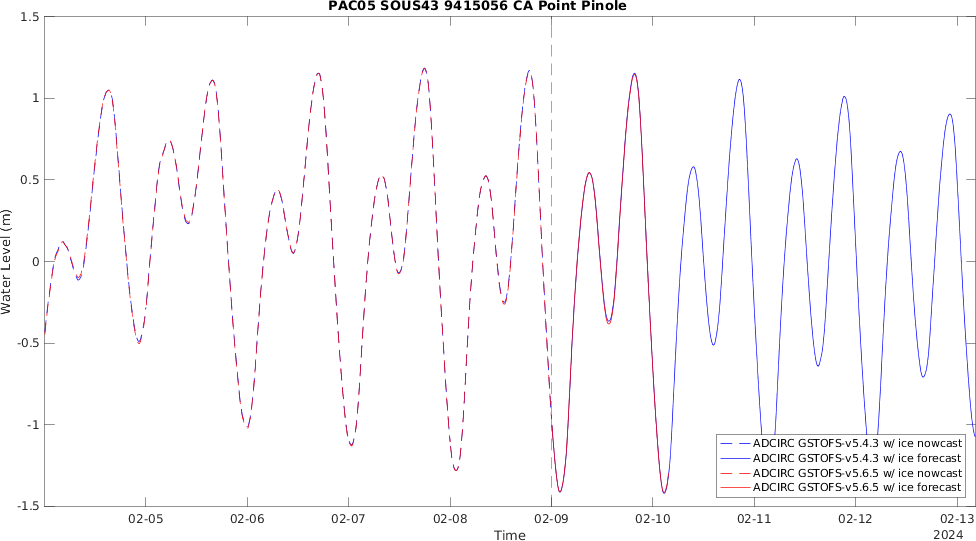 PAC05 SOUS43 9415056 CA Point Pinole
1.5
1
0.5
0
-0.5
-1
-1.5
Water Level (m)
02-05
02-06
02-07
02-08
02-09
02-10
02-11
02-12
02-13
Time
2024
ADCIRC GSTOFS-v5.4.3 w/ ice nowcast
ADCIRC GSTOFS-v5.4.3 w/ ice forecast
ADCIRC GSTOFS-v5.6.5 w/ ice nowcast
ADCIRC GSTOFS-v5.6.5 w/ ice forecast